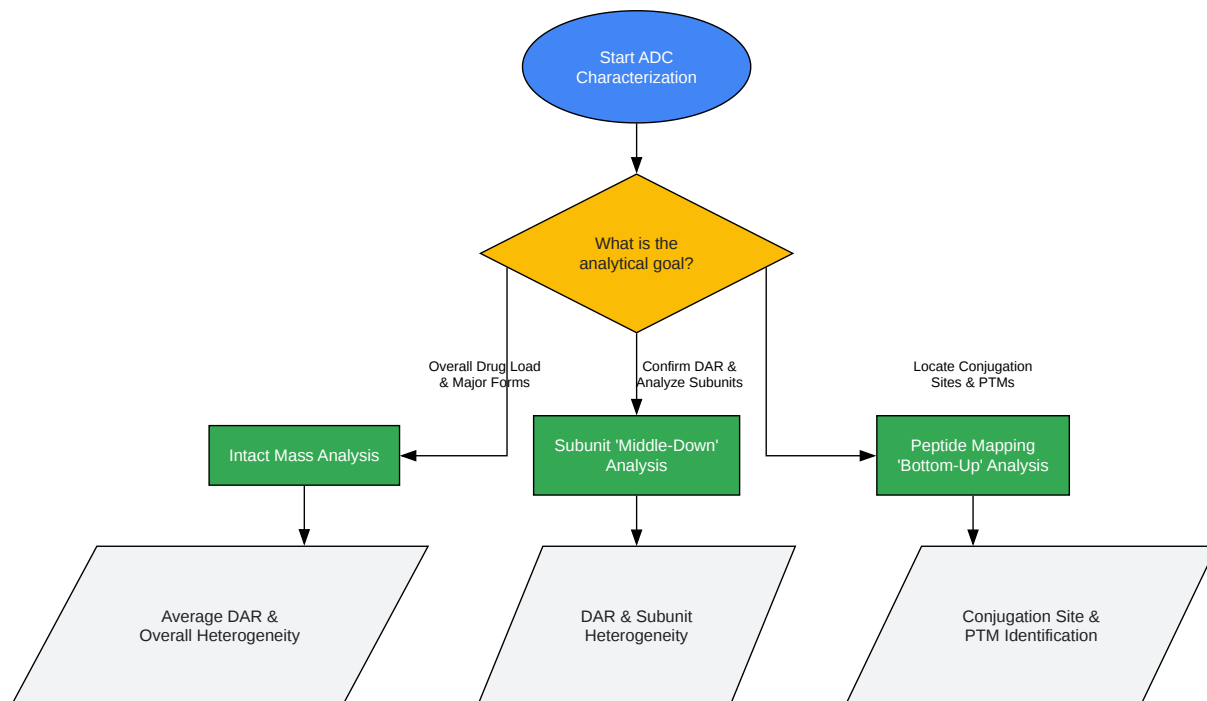 Start ADC
Characterization
What is the
analytical goal?
Overall Drug Load
& Major Forms
Confirm DAR &
Analyze Subunits
Locate Conjugation
Sites & PTMs
Intact Mass Analysis
Subunit 'Middle-Down'
Analysis
Peptide Mapping
'Bottom-Up' Analysis
Average DAR &
Overall Heterogeneity
DAR & Subunit
Heterogeneity
Conjugation Site &
PTM Identification